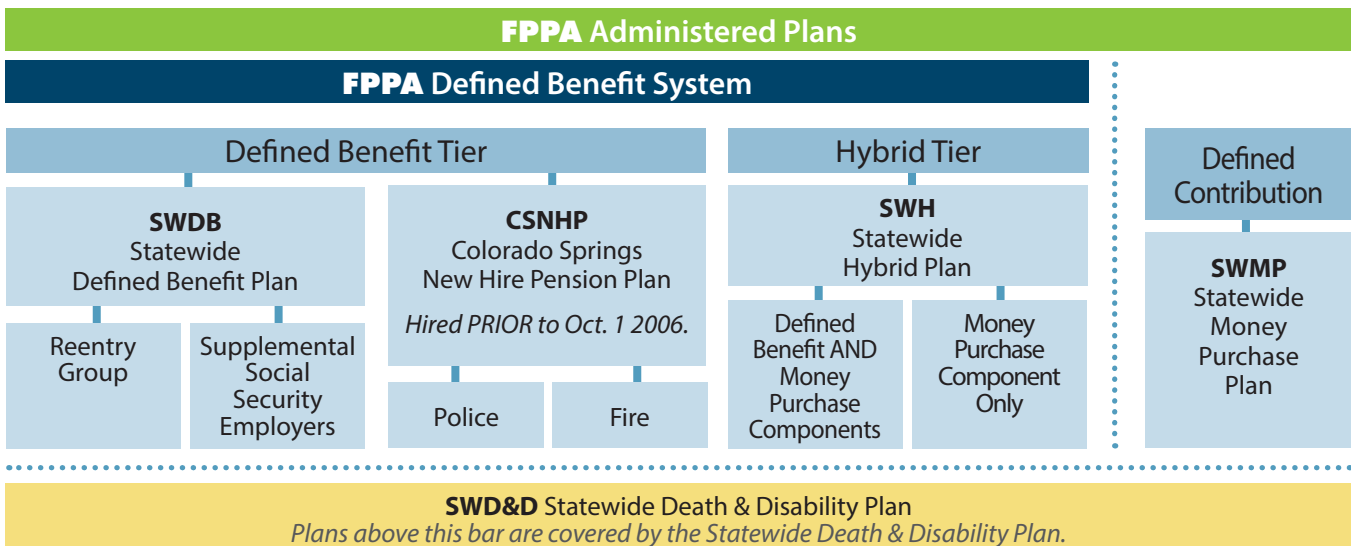 FPPA Administered Plans
FPPA Defined Benefit System
Defined Benefit Tier
SWDB
Statewide
Defined Benefit Plan
Reentry
Group
Supplemental
Social
Security
Employers
CSNHP
Colorado Springs
New Hire Pension Plan
Hired PRIOR to Oct. 1 2006.
Police
Fire
Hybrid Tier
SWH
Statewide
Hybrid Plan
Defined
Benefit AND
Money
Purchase
Components
Money
Purchase
Component
Only
Defined
Contribution
SWMP
Statewide
Money
Purchase
Plan
SWD&D Statewide Death & Disability Plan
Plans above this bar are covered by the Statewide Death & Disability Plan.